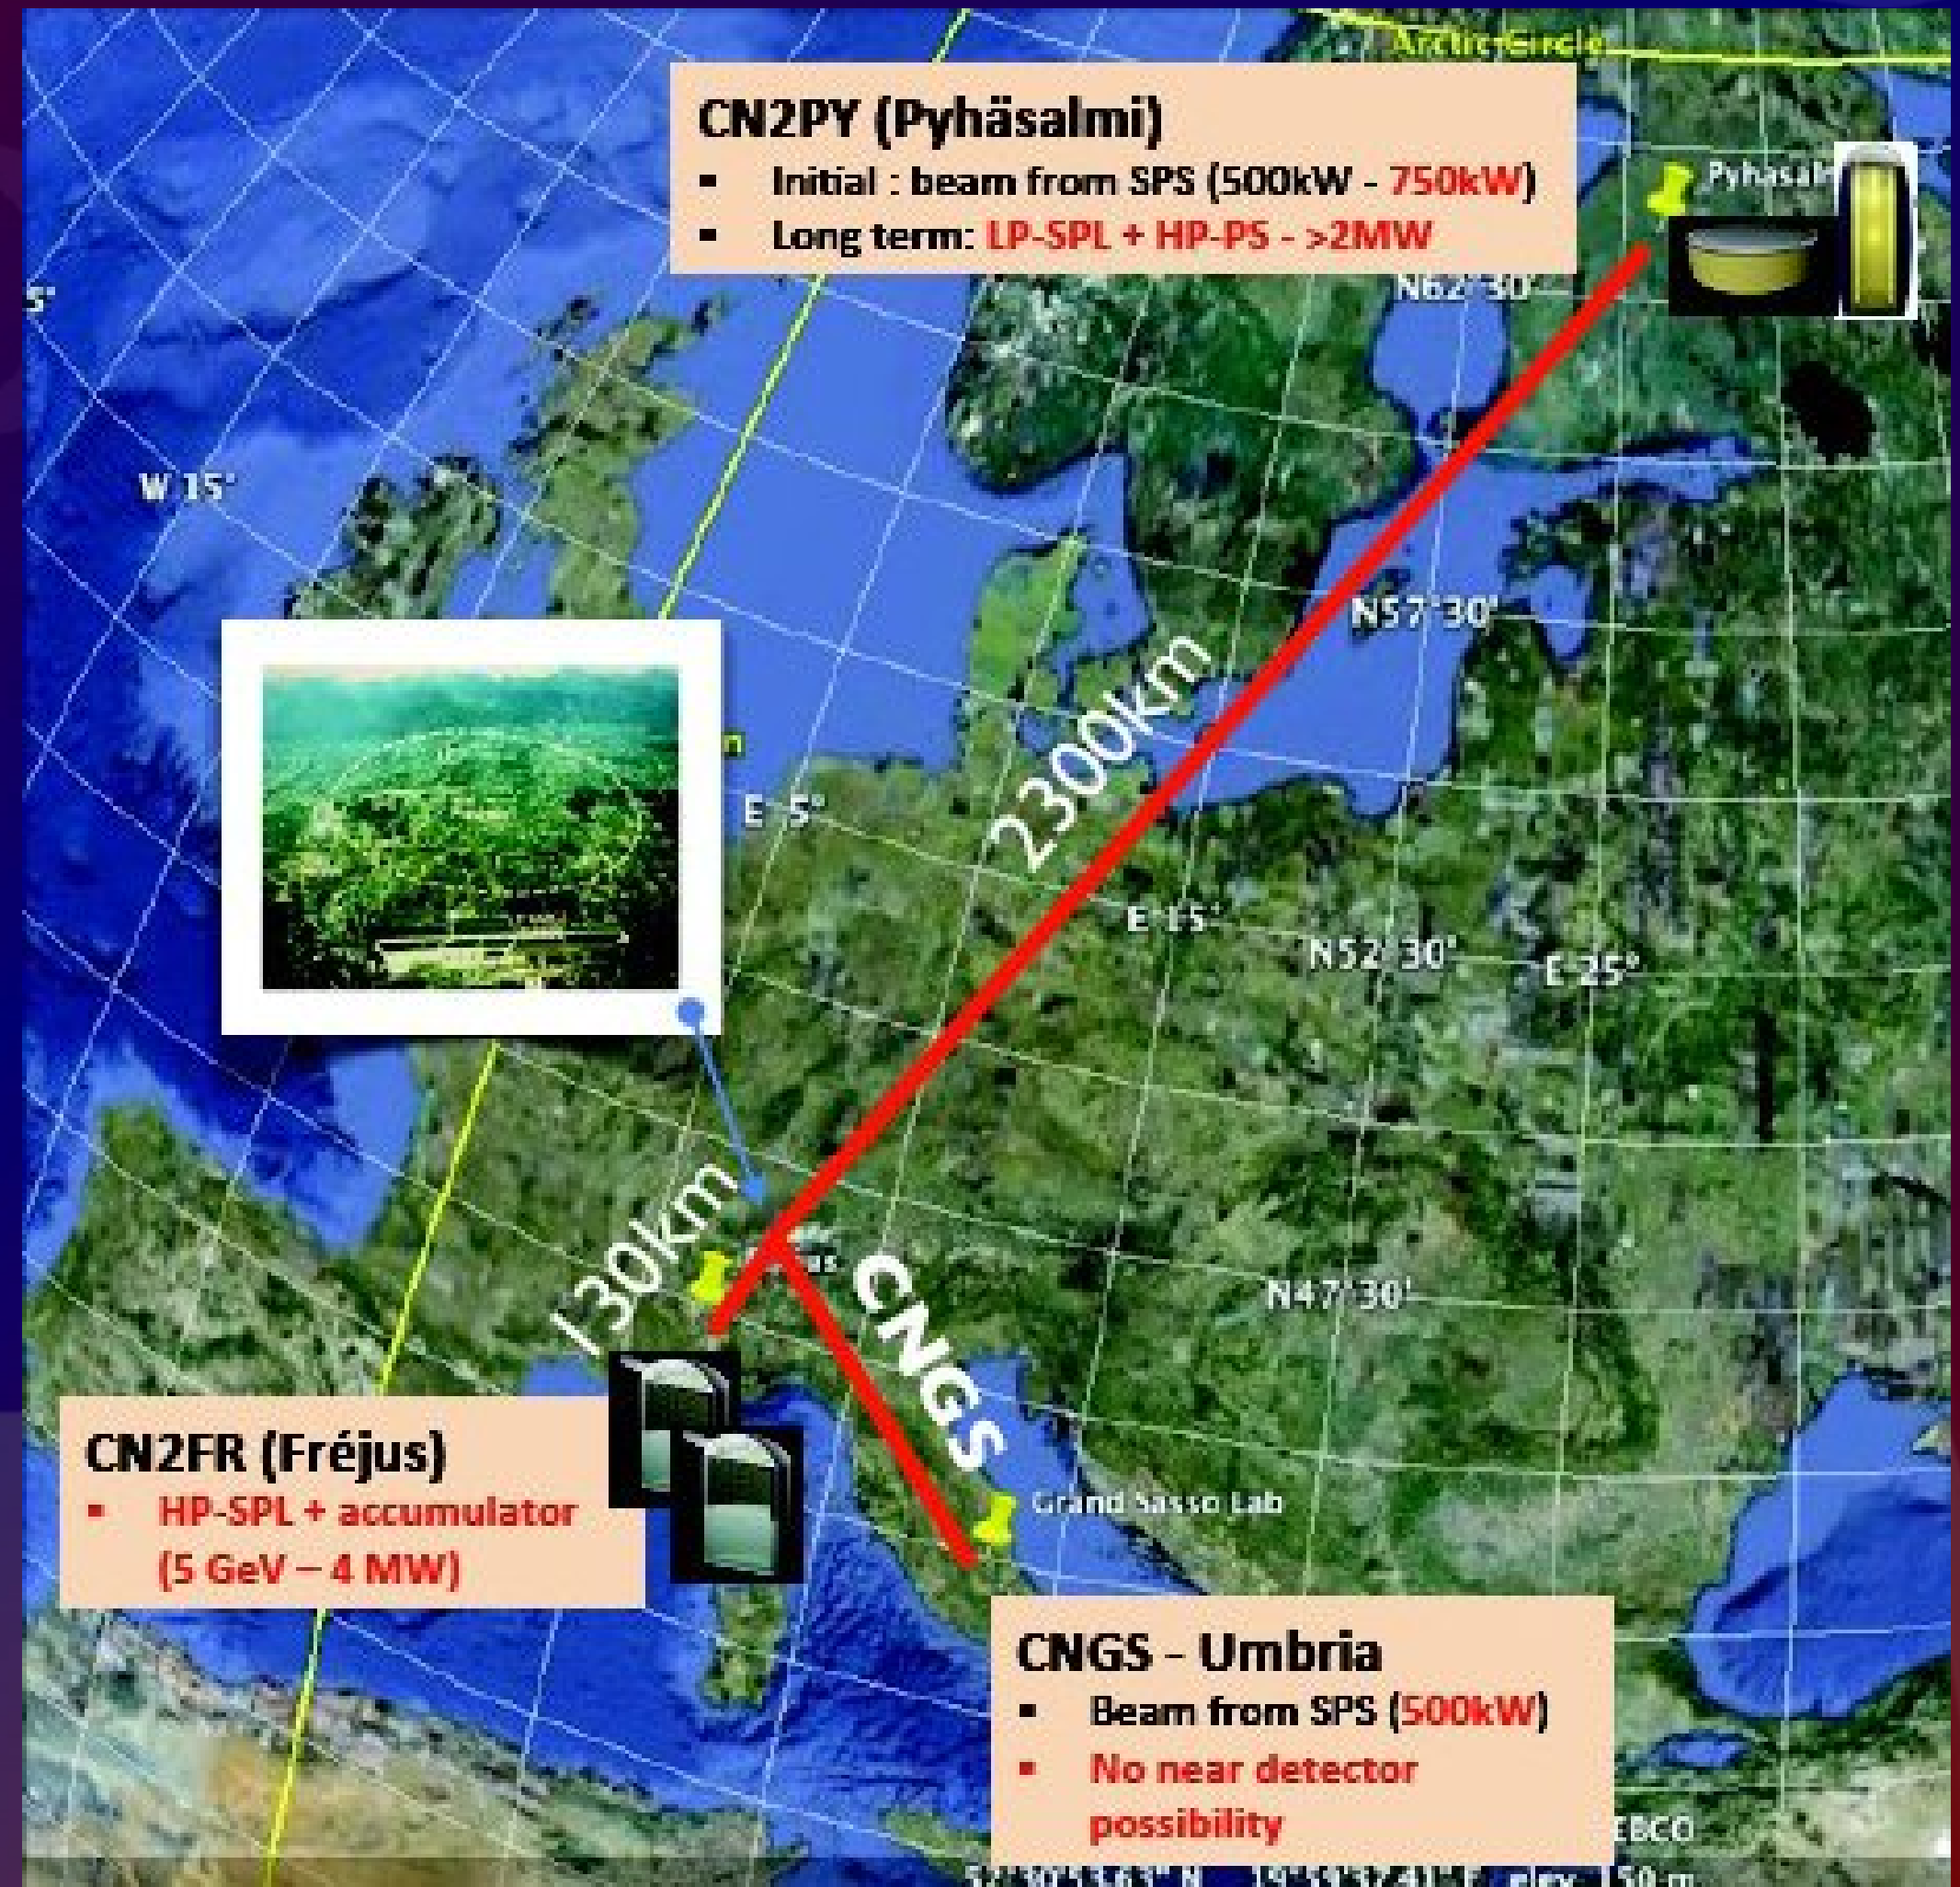 Arctic Circle
CN2PY (Pyhäsalmi)
▪ Initial : beam from SPS (500kW - 750kW)
▪ Long term: LP-SPL + HP-PS - >2MW
N62°30'
5°
W 15°
N57°30'
2300km
E 5°
E 15°
N52°30'
E 25°
130km
CNGS
N47°30'
CN2FR (Fréjus)
▪ HP-SPL + accumulator
(5 GeV – 4 MW)
Grand Sasso Lab
CNGS - Umbria
▪ Beam from SPS (500kW)
▪ No near detector
possibility